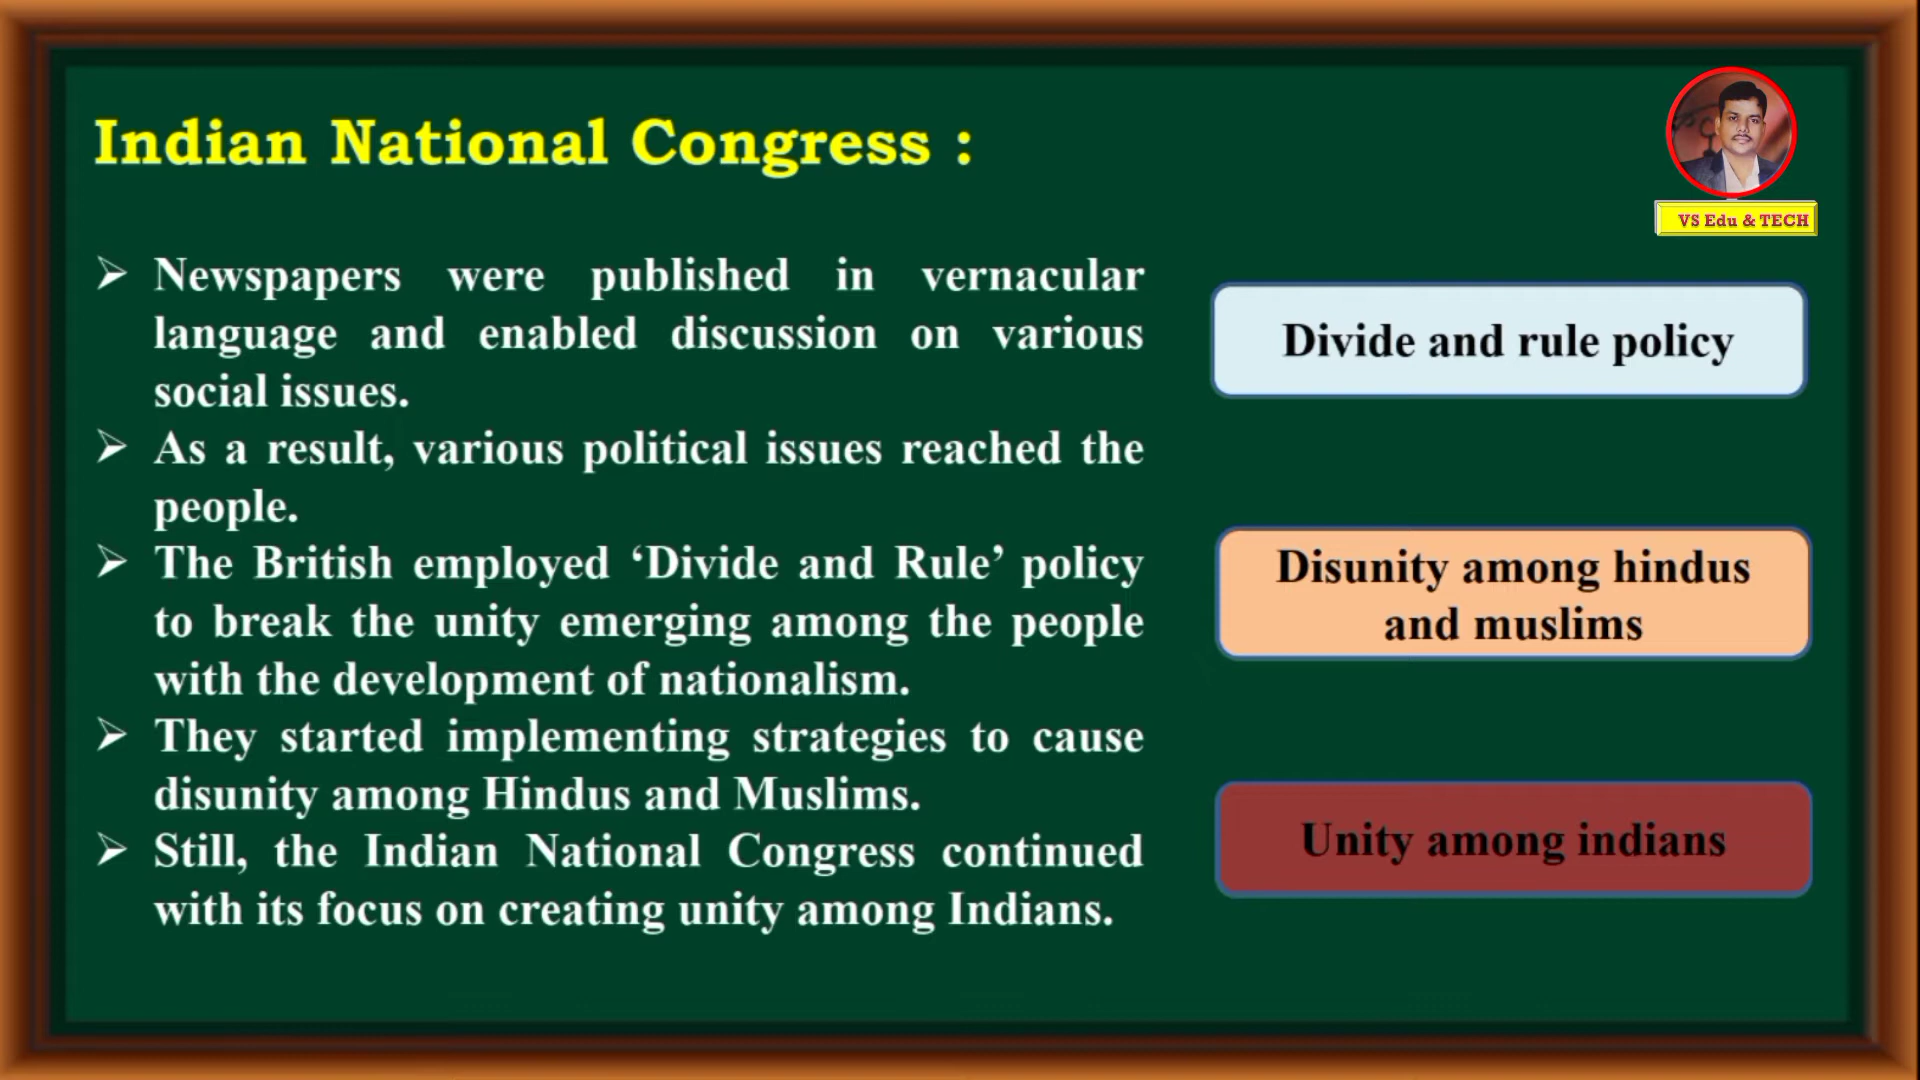 Indian National Congress :
VS Edu & TECH
➢ Newspapers were published in vernacular
language and enabled discussion on various
social issues.
➢ As a result, various political issues reached the
people.
➢ The British employed ‘Divide and Rule’ policy
to break the unity emerging among the people
with the development of nationalism.
➢ They started implementing strategies to cause
disunity among Hindus and Muslims.
➢ Still, the Indian National Congress continued
with its focus on creating unity among Indians.
Divide and rule policy
Disunity among hindus
and muslims
Unity among indians